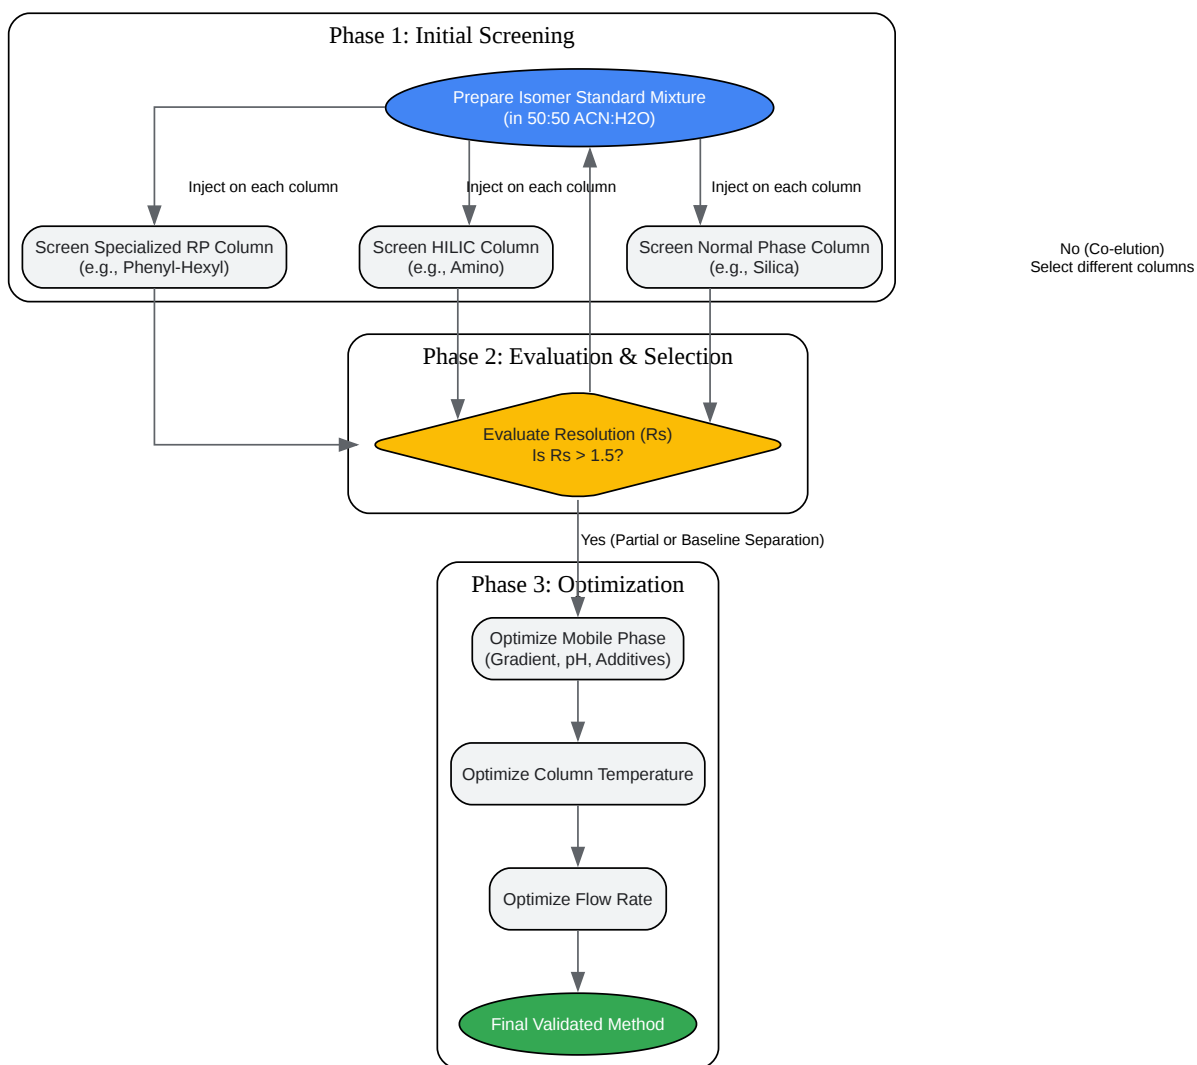 Phase 1: Initial Screening
Prepare Isomer Standard Mixture
(in 50:50 ACN:H2O)
Inject on each column
Inject on each column
Inject on each column
Screen Specialized RP Column
(e.g., Phenyl-Hexyl)
Screen HILIC Column
(e.g., Amino)
Screen Normal Phase Column
(e.g., Silica)
No (Co-elution)
Select different columns
Phase 2: Evaluation & Selection
Evaluate Resolution (Rs)
Is Rs > 1.5?
Yes (Partial or Baseline Separation)
Phase 3: Optimization
Optimize Mobile Phase
(Gradient, pH, Additives)
Optimize Column Temperature
Optimize Flow Rate
Final Validated Method